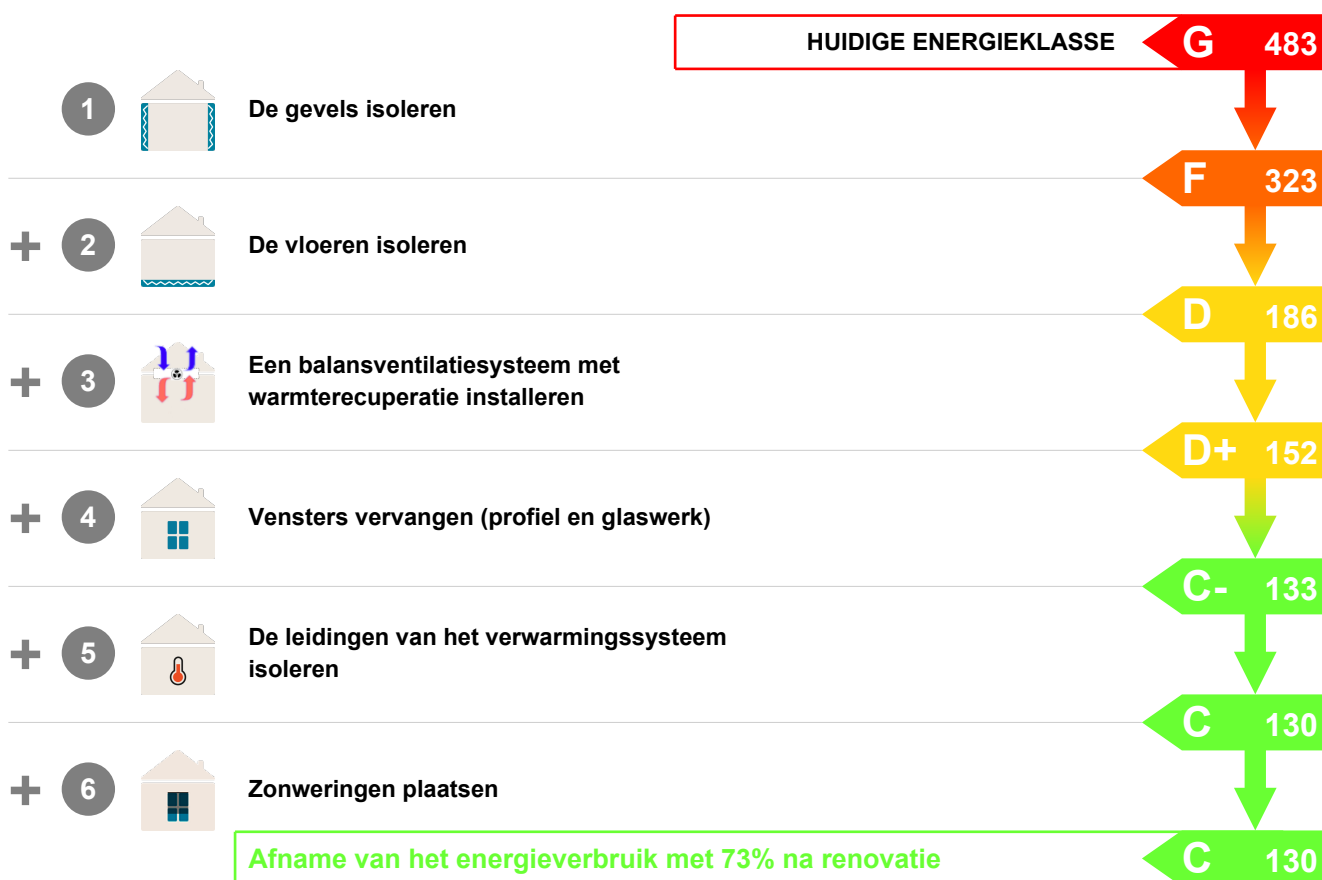 HUIDIGE ENERGIEKLASSE G 483
1 De gevels isoleren
F 323
+ 2 De vloeren isoleren
D 186
+ 3 Een balansventilatiesysteem met
warmterecuperatie installeren
D+ 152
+ 4 Vensters vervangen (profiel en glaswerk)
C- 133
+ 5 De leidingen van het verwarmingssysteem
isoleren
C 130
+ 6 Zonweringen plaatsen
Afname van het energieverbruik met 73% na renovatie C 130